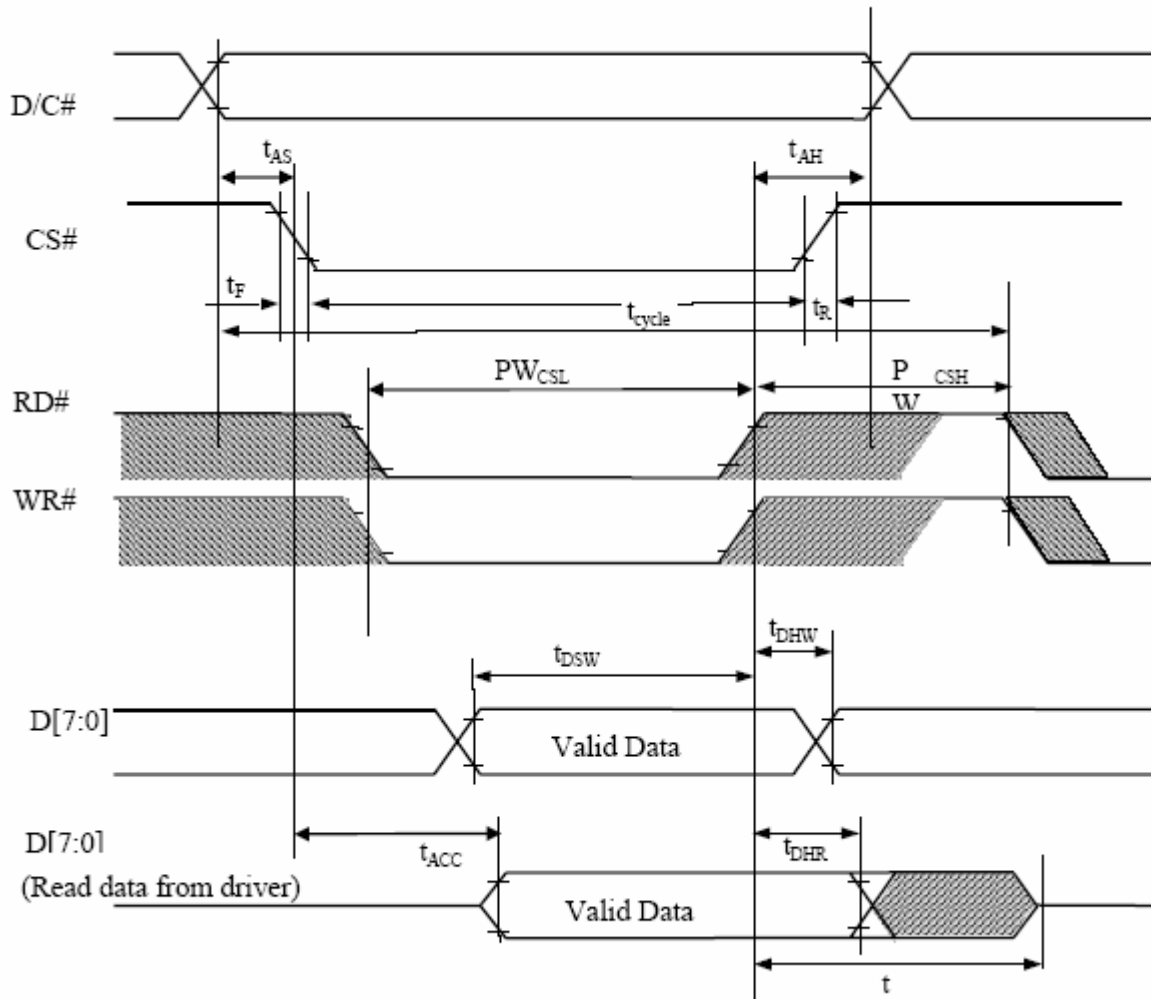 D/C#
tAS
tAH
CS#
tF
tcycle
tR
PWCSL
P CSH
W
RD#
WR#
tDHW
tDSW
D[7:0]
Valid Data
D[7:0]
tACC
tDHR
(Read data from driver)
Valid Data
t